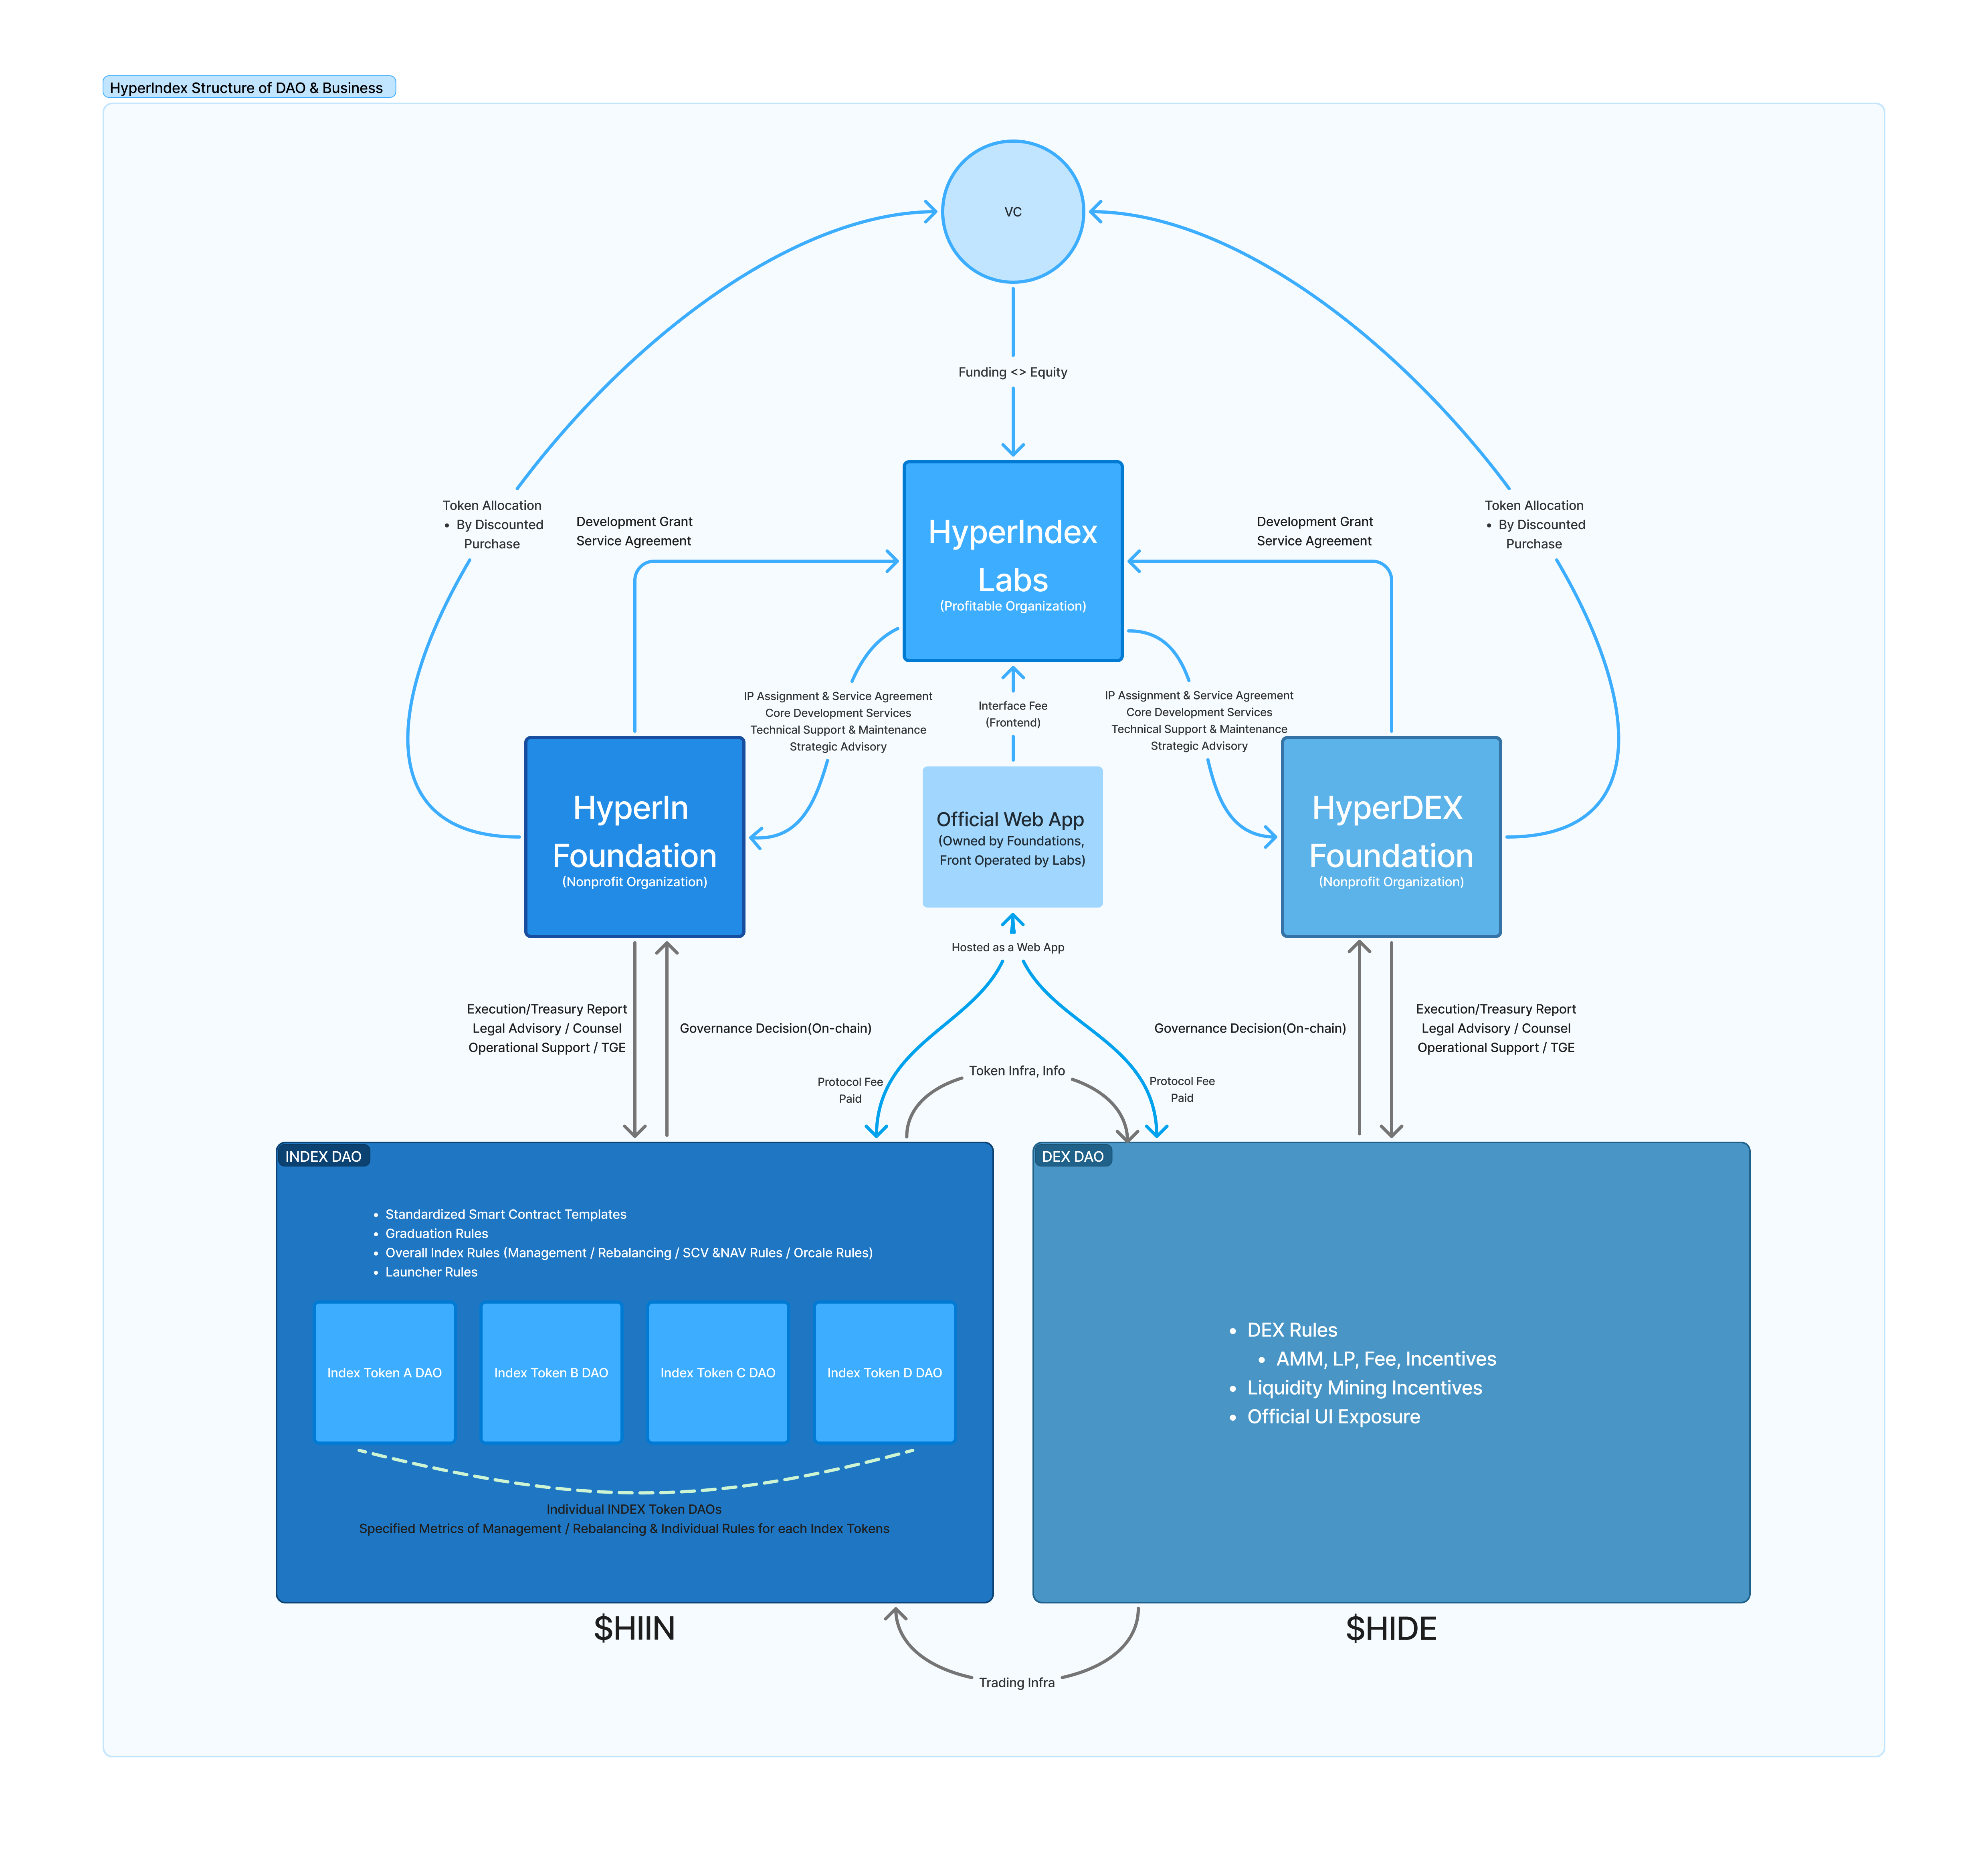 HyperIndex Structure of DAO & Business
VC
Funding <> Equity
Token Allocation
• By Discounted
Purchase
Development Grant
Service Agreement
HyperIndex
Labs
(Profitable Organization)
Development Grant
Service Agreement
Token Allocation
• By Discounted
Purchase
IP Assignment & Service Agreement
Core Development Services
Technical Support & Maintenance
Strategic Advisory
Interface Fee
(Frontend)
IP Assignment & Service Agreement
Core Development Services
Technical Support & Maintenance
Strategic Advisory
HyperIn
Foundation
(Nonprofit Organization)
Official Web App
(Owned by Foundations,
Front Operated by Labs)
HyperDEX
Foundation
(Nonprofit Organization)
Hosted as a Web App
Execution/Treasury Report
Legal Advisory / Counsel
Operational Support / TGE
Governance Decision(On-chain)
Governance Decision(On-chain)
Execution/Treasury Report
Legal Advisory / Counsel
Operational Support / TGE
Protocol Fee
Paid
Token Infra, Info
Protocol Fee
Paid
INDEX DAO
• Standardized Smart Contract Templates
• Graduation Rules
• Overall Index Rules (Management / Rebalancing / SCV &NAV Rules / Orcale Rules)
• Launcher Rules
Index Token A DAO
Index Token B DAO
Index Token C DAO
Index Token D DAO
Individual INDEX Token DAOs
Specified Metrics of Management / Rebalancing & Individual Rules for each Index Tokens
DEX DAO
• DEX Rules
• AMM, LP, Fee, Incentives
• Liquidity Mining Incentives
• Official UI Exposure
$HIIN
$HIDE
Trading Infra